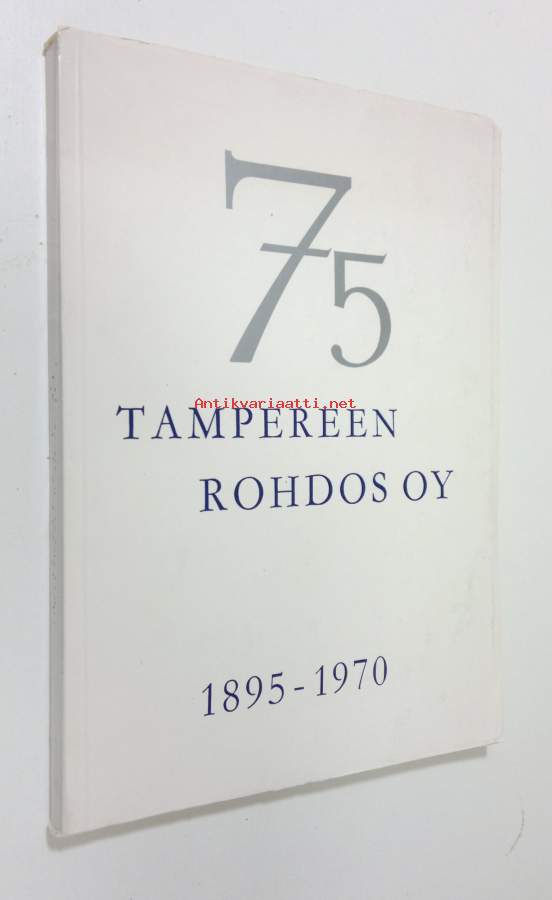 75
Antikvariaatti.net
TAMPEREEN
ROHDOS OY
1895-1970